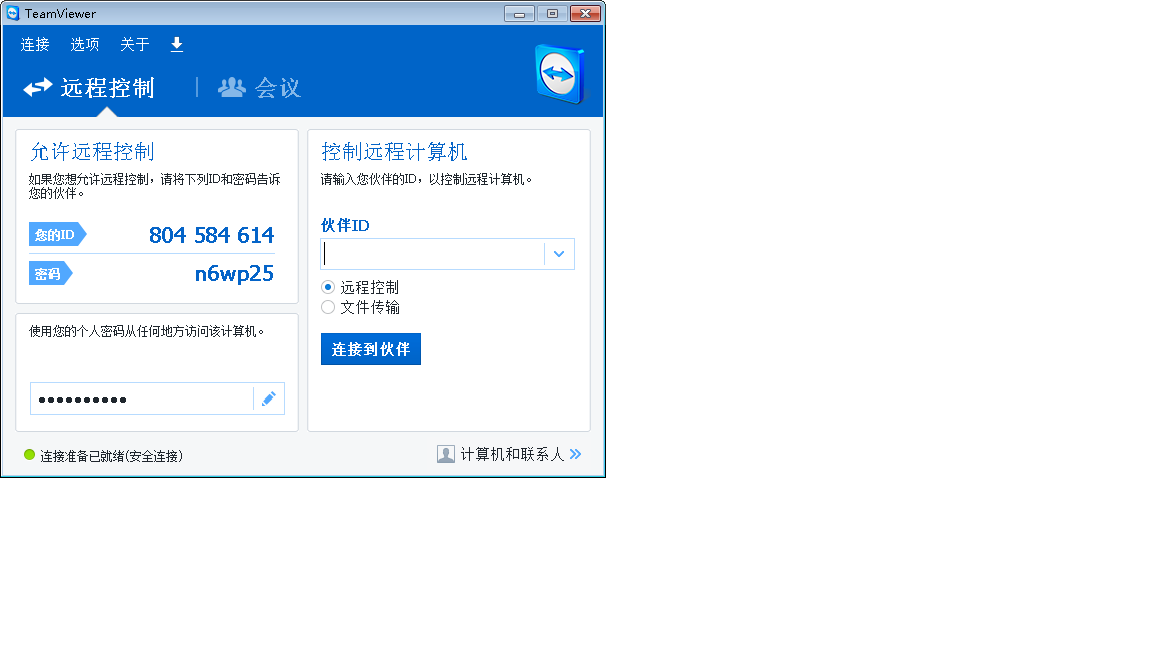 TeamViewer
连接 选项 关于
远程控制 会议
允许远程控制
如果您想允许远程控制，请将下列ID和密码告诉
您的伙伴。
您的ID 804 584 614
密码 n6wp25
使用您的个人密码从任何地方访问该计算机。
控制远程计算机
请输入您伙伴的ID，以控制远程计算机。
伙伴ID
远程控制
文件传输
连接到伙伴
连接准备已就绪(安全连接)
计算机和联系人